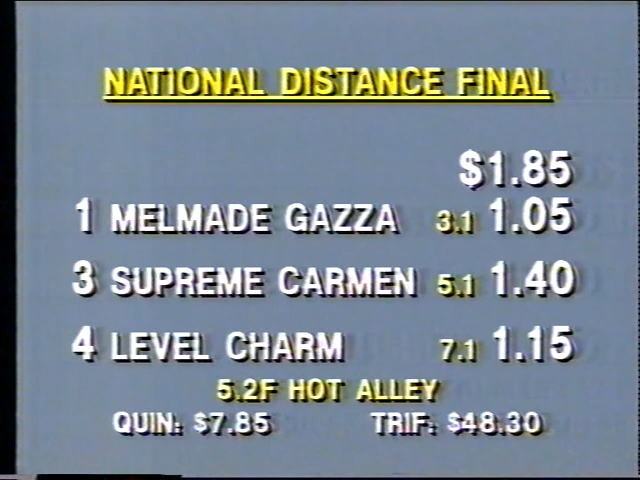 NATIONAL DISTANCE FINAL
$1.85
1 MELMADE GAZZA 3.1 1.05
3 SUPREME CARMEN 5.1 1.40
4 LEVEL CHARM 7.1 1.15
5.2F HOT ALLEY
QUIN: $7.85 TRIF: $48.30